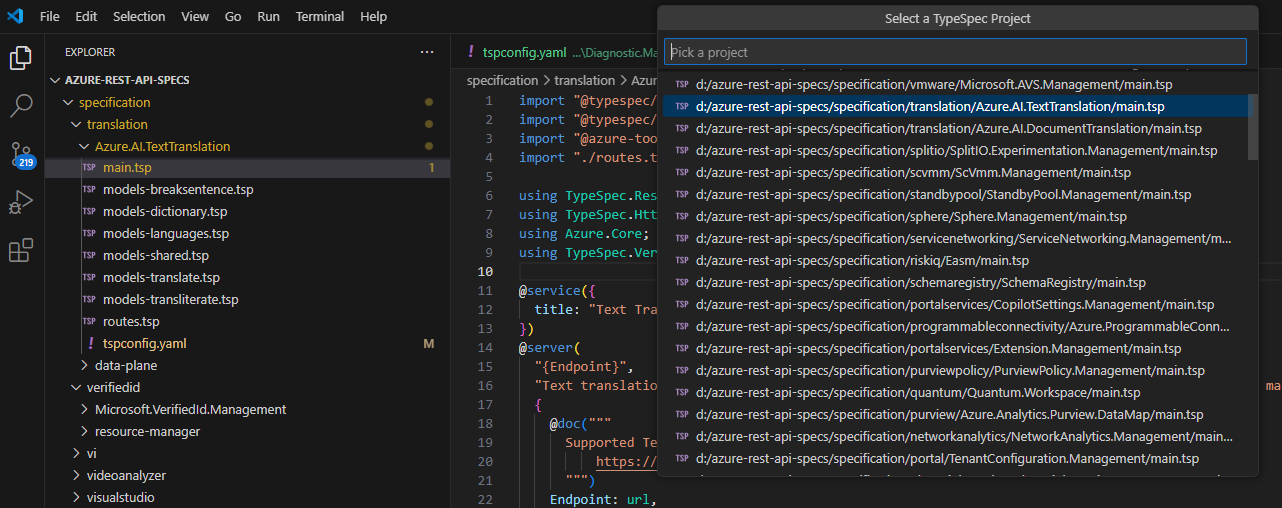 File Edit Selection View Go Run Terminal Help
EXPLORER ...
AZURE-REST-API-SPECS
specification
translation
Azure.AI.TextTranslation
TSP main.tsp 1
TSP models-breaksentence.tsp
TSP models-dictionary.tsp
TSP models-languages.tsp
TSP models-shared.tsp
TSP models-translate.tsp
TSP models-transliterate.tsp
TSP routes.tsp
! tspconfig.yaml M
data-plane
verifiedid
Microsoft.VerifiedId.Management
resource-manager
vi
videoanalyzer
visualstudio
219
! tspconfig.yaml ...\Diagnostic.Ma
specification > translation > Azur
1 import "@typespec/
2 import "@typespec/
3 import "@azure-too
4 import "./routes.t
5
6 using TypeSpec.Res
7 using TypeSpec.Htt
8 using Azure.Core;
9 using TypeSpec.Ver
10
11 @service({
12 title: "Text Tra
13 })
14 @server(
15 "{Endpoint}",
16 "Text translatio
ma
17 {
18 @doc("""
19 Supported Te
20 https://
21 """)
22 Endpoint: url,
Select a TypeSpec Project
Pick a project
TSP d:/azure-rest-api-specs/specification/vmware/Microsoft.AVS.Management/main.tsp
TSP d:/azure-rest-api-specs/specification/translation/Azure.AI.TextTranslation/main.tsp
TSP d:/azure-rest-api-specs/specification/translation/Azure.AI.DocumentTranslation/main.tsp
TSP d:/azure-rest-api-specs/specification/splitio/SplitIO.Experimentation.Management/main.tsp
TSP d:/azure-rest-api-specs/specification/scvmm/ScVmm.Management/main.tsp
TSP d:/azure-rest-api-specs/specification/standbypool/StandbyPool.Management/main.tsp
TSP d:/azure-rest-api-specs/specification/sphere/Sphere.Management/main.tsp
TSP d:/azure-rest-api-specs/specification/servicenetworking/ServiceNetworking.Management/m...
TSP d:/azure-rest-api-specs/specification/riskiq/Easm/main.tsp
TSP d:/azure-rest-api-specs/specification/schemaregistry/SchemaRegistry/main.tsp
TSP d:/azure-rest-api-specs/specification/portalservices/CopilotSettings.Management/main.tsp
TSP d:/azure-rest-api-specs/specification/programmableconnectivity/Azure.ProgrammableConn...
TSP d:/azure-rest-api-specs/specification/portalservices/Extension.Management/main.tsp
TSP d:/azure-rest-api-specs/specification/purviewpolicy/PurviewPolicy.Management/main.tsp
TSP d:/azure-rest-api-specs/specification/quantum/Quantum.Workspace/main.tsp
TSP d:/azure-rest-api-specs/specification/purview/Azure.Analytics.Purview.DataMap/main.tsp
TSP d:/azure-rest-api-specs/specification/networkanalytics/NetworkAnalytics.Management/main...
TSP d:/azure-rest-api-specs/specification/portal/TenantConfiguration.Management/main.tsp